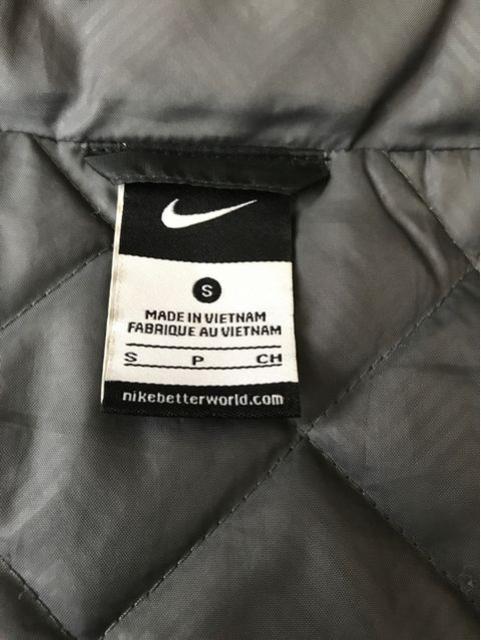 S
MADE IN VIETNAM
FABRIQUE AU VIETNAM
S P CH
nikebetterworld.com